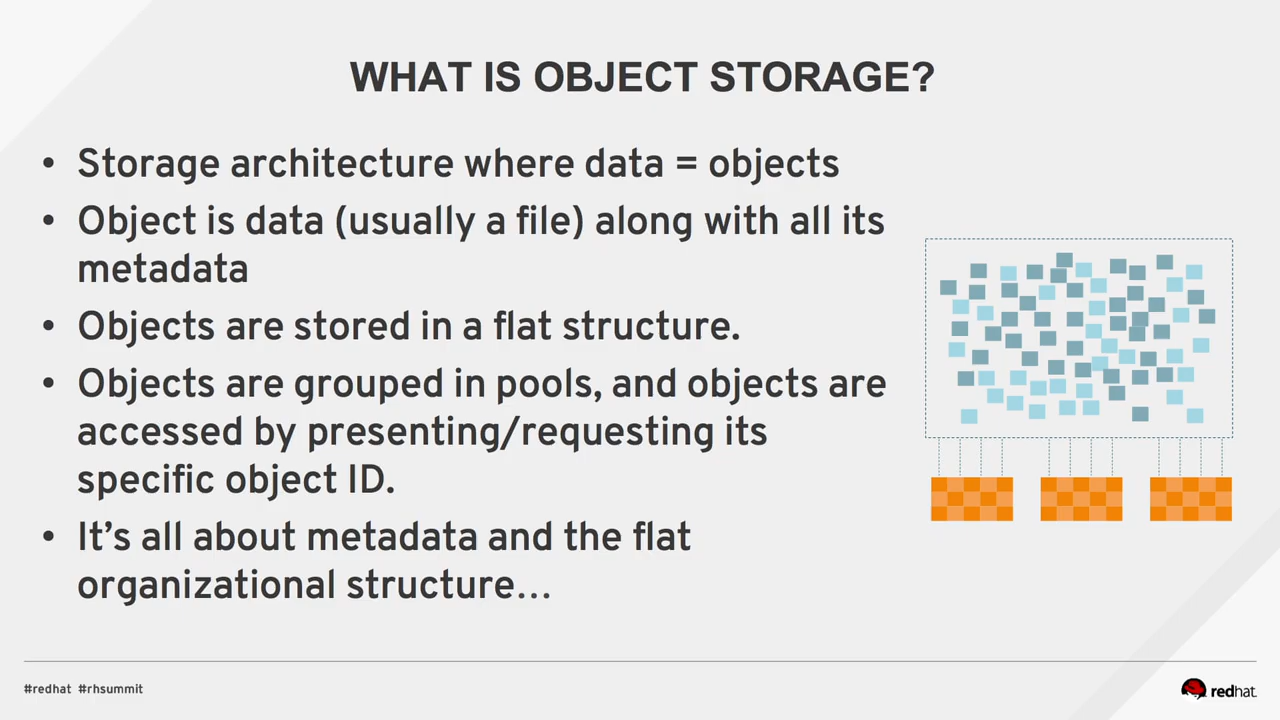 WHAT IS OBJECT STORAGE?
• Storage architecture where data = objects
• Object is data (usually a file) along with all its
metadata
• Objects are stored in a flat structure.
• Objects are grouped in pools, and objects are
accessed by presenting/requesting its
specific object ID.
• It’s all about metadata and the flat
organizational structure…
#redhat #rhsummit
redhat.